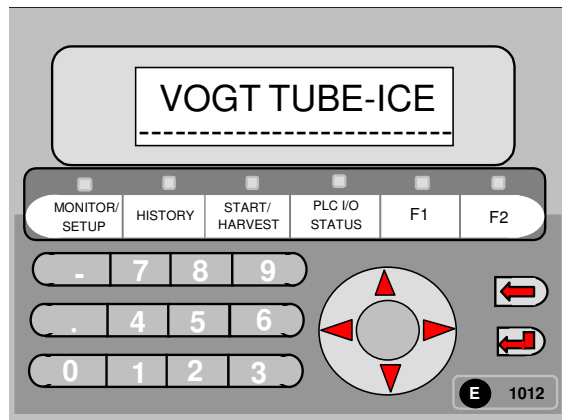 VOGT TUBE-ICE
MONITOR/ SETUP
HISTORY
START/ HARVEST
PLC I/O STATUS
F1
F2
- 7 8 9
. 4 5 6
0 1 2 3
E 1012